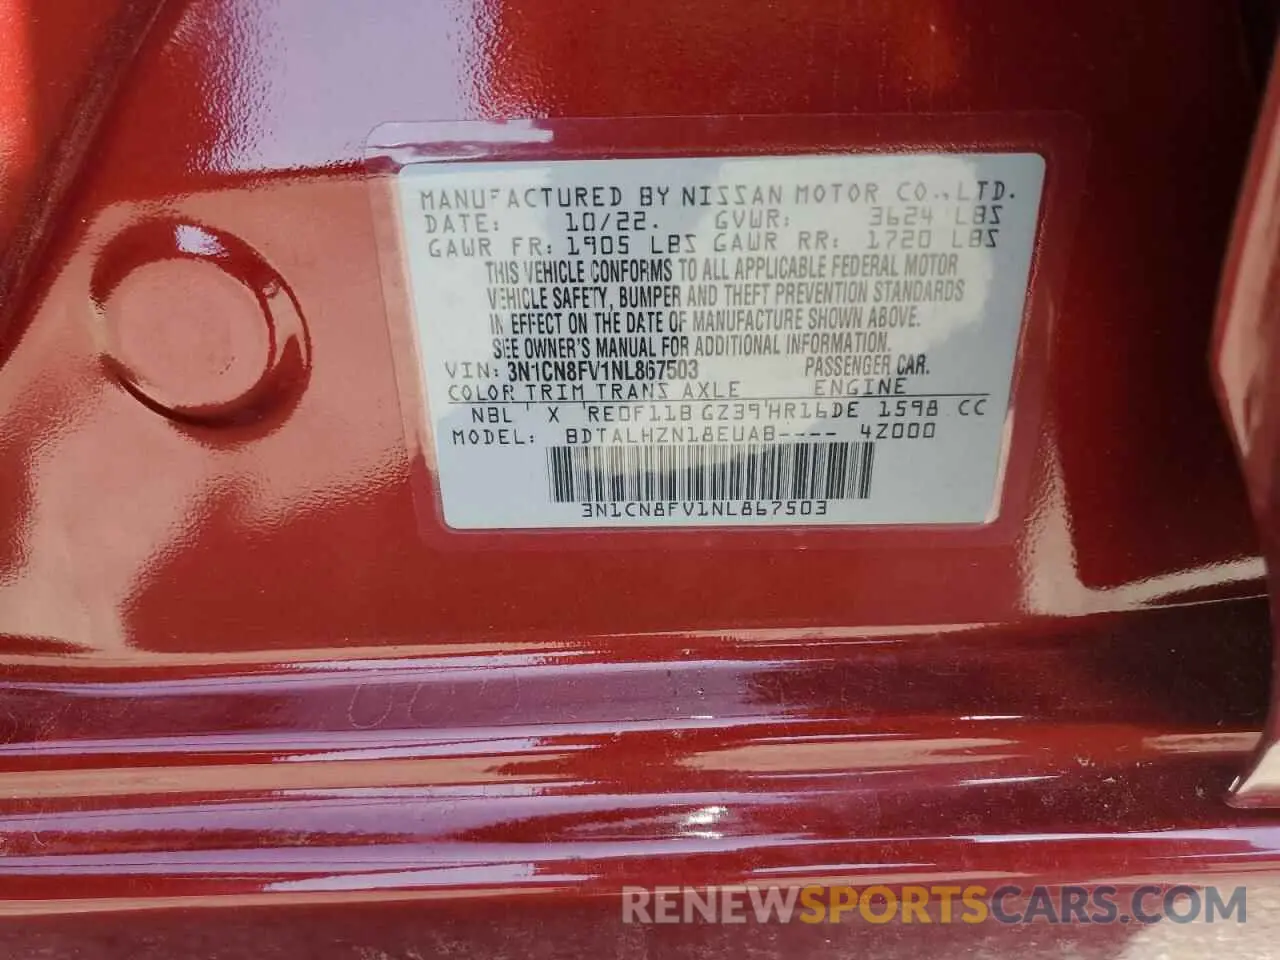 MANUFACTURED BY NISSAN MOTOR CO., LTD.
DATE: 10/22. GVWR: 3624 LBS
GAWR FR: 1905 LBS GAWR RR: 1720 LBS
THIS VEHICLE CONFORMS TO ALL APPLICABLE FEDERAL MOTOR
VEHICLE SAFETY, BUMPER AND THEFT PREVENTION STANDARDS
IN EFFECT ON THE DATE OF MANUFACTURE SHOWN ABOVE.
SEE OWNER'S MANUAL FOR ADDITIONAL INFORMATION.
VIN: 3N1CN8FV1NL867503 PASSENGER CAR.
COLOR TRIM TRANS AXLE ENGINE
NBL X RE0F11B GZ39 HR16DE 1598 CC
MODEL: BDTALHZN18EUAB---- 4Z000
3N1CN8FV1NL867503
RENEWSPORTSCARS.COM